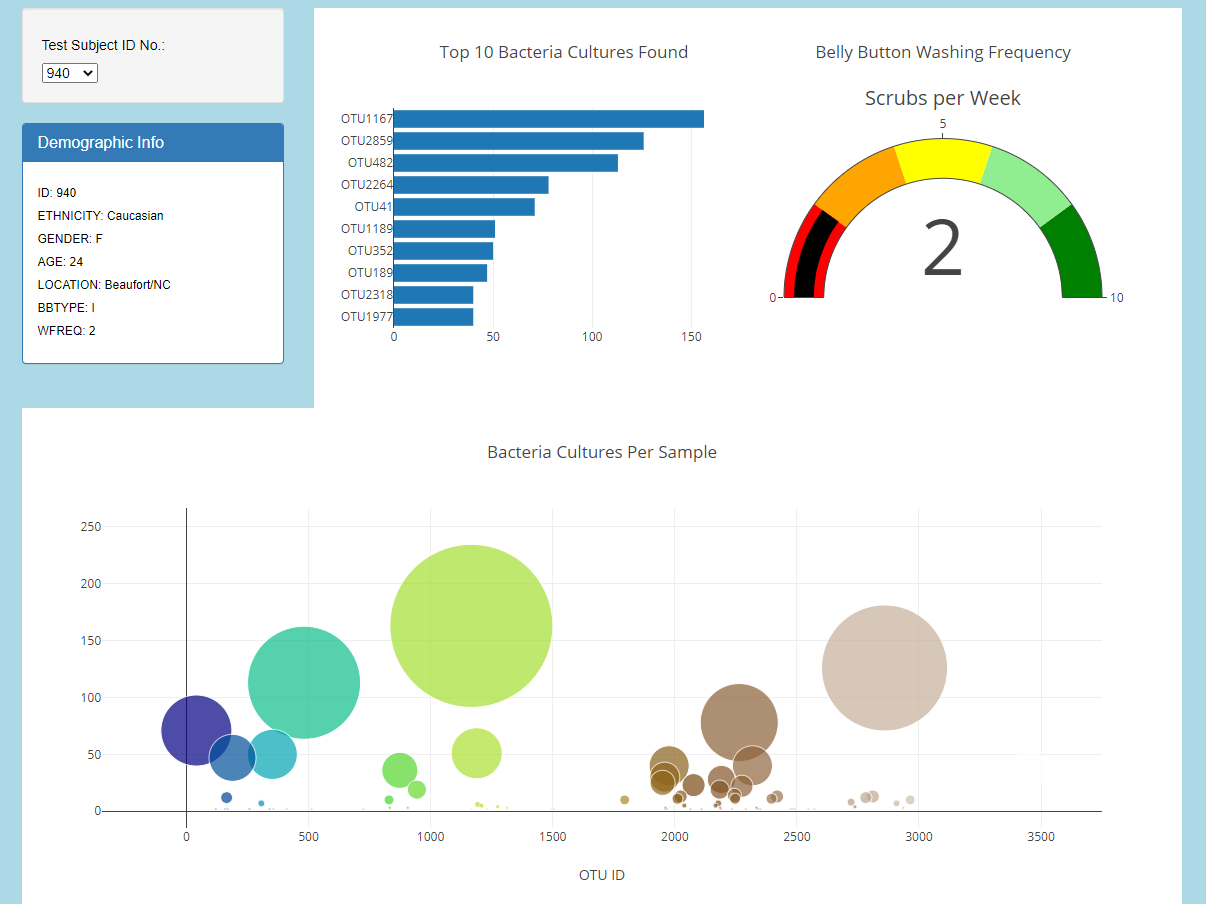 Test Subject ID No.:
940
Demographic Info
ID: 940
ETHNICITY: Caucasian
GENDER: F
AGE: 24
LOCATION: Beaufort/NC
BBTYPE: I
WFREQ: 2
Top 10 Bacteria Cultures Found
OTU1167
OTU2859
OTU482
OTU2264
OTU41
OTU1189
OTU352
OTU189
OTU2318
OTU1977
0 50 100 150
Belly Button Washing Frequency
Scrubs per Week
5
2
0 10
Bacteria Cultures Per Sample
250
200
150
100
50
0
0 500 1000 1500 2000 2500 3000 3500
OTU ID